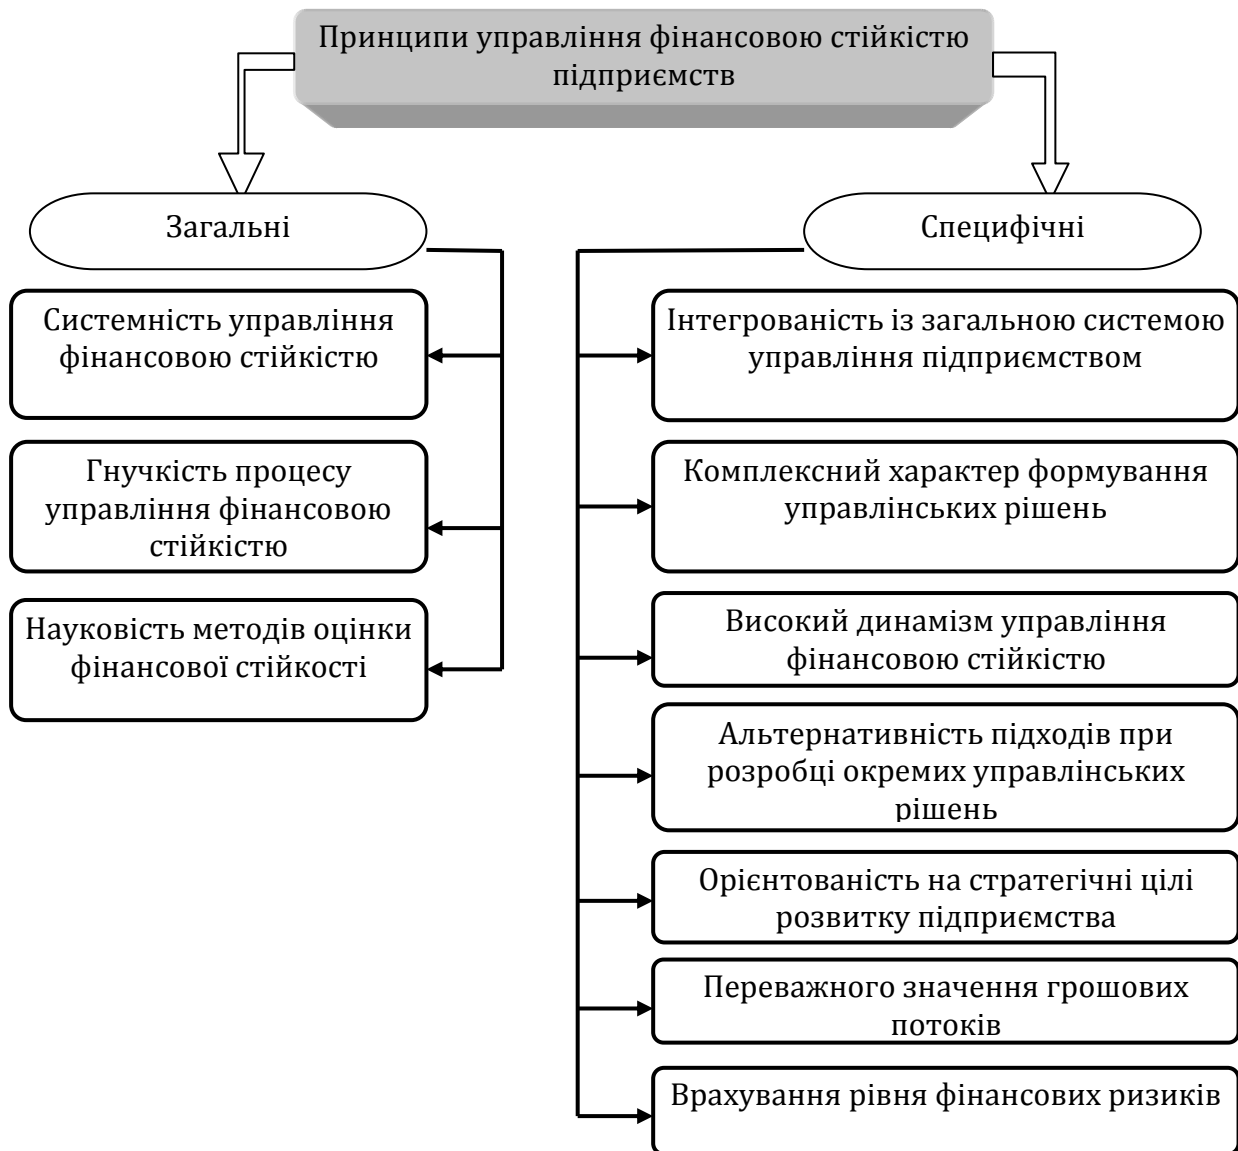 Принципи управління фінансовою стійкістю
підприємств
Загальні
Специфічні
Системність управління
фінансовою стійкістю
Гнучкість процесу
управління фінансовою
стійкістю
Науковість методів оцінки
фінансової стійкості
Інтегрованість із загальною системою
управління підприємством
Комплексний характер формування
управлінських рішень
Високий динамізм управління
фінансовою стійкістю
Альтернативність підходів при
розробці окремих управлінських
рішень
Орієнтованість на стратегічні цілі
розвитку підприємства
Переважного значення грошових
потоків
Врахування рівня фінансових ризиків